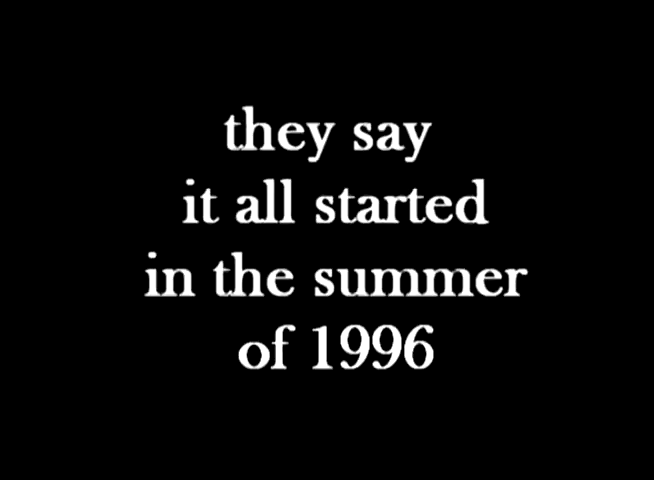 they say
it all started
in the summer
of 1996